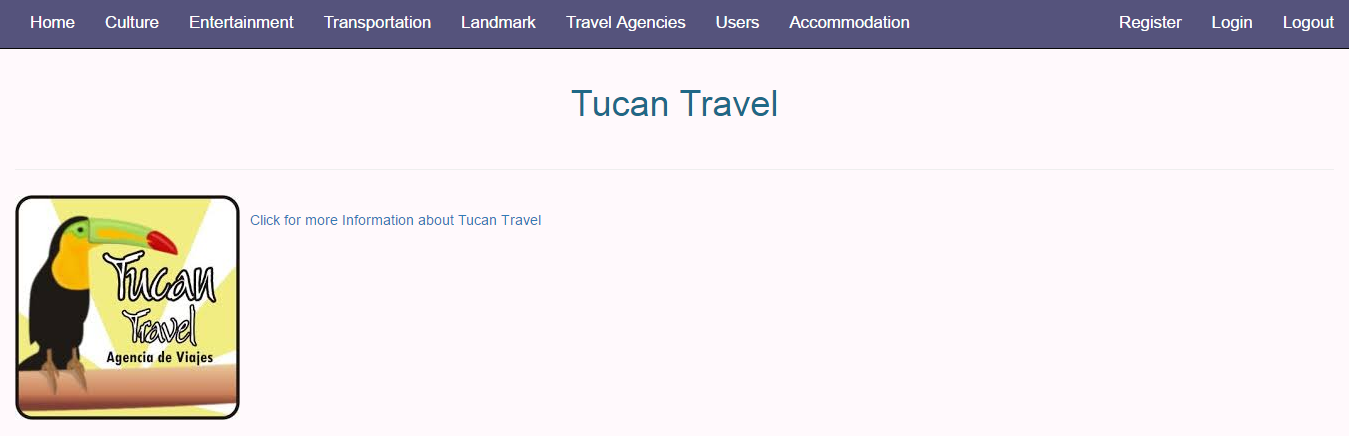 Home Culture Entertainment Transportation Landmark Travel Agencies Users Accommodation Register Login Logout
Tucan Travel
Click for more Information about Tucan Travel
Tucan
Travel
Agencia de Viajes